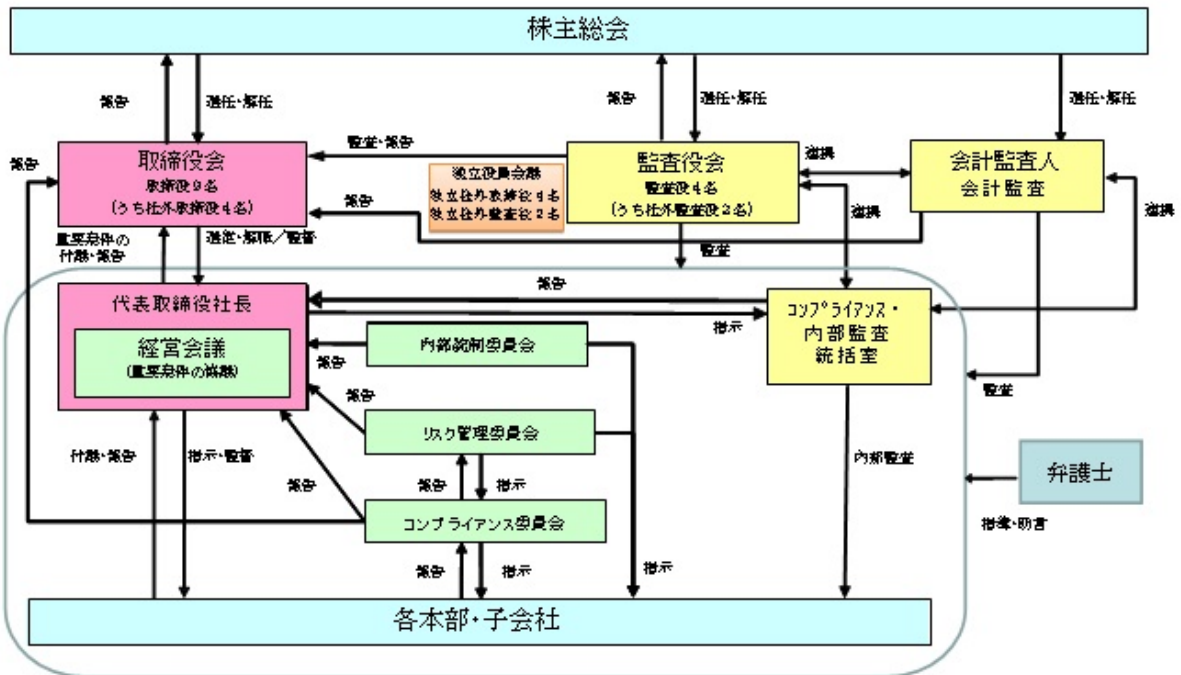 株主総会
報告
選任・解任
報告
選任・解任
選任・解任
報告
取締役会
取締役9名
(うち社外取締役4名)
監査・報告
独立役員会議
独立社外取締役4名
独立社外監査役2名
報告
監査役会
監査役4名
(うち社外監査役2名)
連携
会計監査人
会計監査
連携
連携
重要案件の
付議・報告
選定・解職/監督
監査
代表取締役社長
経営会議
(重要案件の協議)
報告
指示
コンプライアンス・
内部監査
統括室
内部統制委員会
報告
監査
報告
リスク管理委員会
付議・報告
指示・監督
報告
報告
指示
内部監査
弁護士
コンプライアンス委員会
指導・助言
報告
指示
指示
各本部・子会社